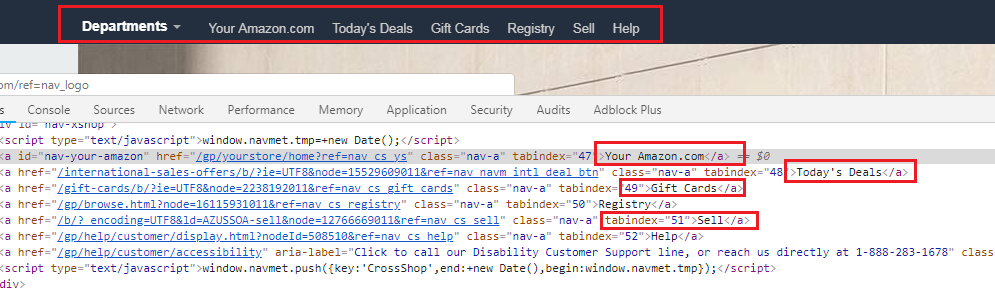 Departments Your Amazon.com Today's Deals Gift Cards Registry Sell Help
om/ref=nav_logo
s Console Sources Network Performance Memory Application Security Audits Adblock Plus
div id="nav-xshop">
<script type="text/javascript">window.navmet.tmp=+new Date();</script>
<a id="nav-your-amazon" href="/gp/yourstore/home?ref=nav_cs_ys" class="nav-a" tabindex="47">Your Amazon.com</a> == $0
<a href="/international-sales-offers/b/?ie=UTF8&node=15529609011&ref=nav_navm_intl_deal_btn" class="nav-a" tabindex="48">Today's Deals</a>
<a href="/gift-cards/b/?ie=UTF8&node=2238192011&ref=nav_cs_gift_cards" class="nav-a" tabindex="49">Gift Cards</a>
<a href="/gp/browse.html?node=16115931011&ref=nav_cs_registry" class="nav-a" tabindex="50">Registry</a>
<a href="/b/?_encoding=UTF8&ld=AZUSSOA-sell&node=12766669011&ref=nav_cs_sell" class="nav-a" tabindex="51">Sell</a>
<a href="/gp/help/customer/display.html?nodeId=508510&ref=nav_cs_help" class="nav-a" tabindex="52">Help</a>
<a href="/gp/help/customer/accessibility" aria-label="Click to call our Disability Customer Support line, or reach us directly at 1-888-283-1678" class=
<script type="text/javascript">window.navmet.push({key:'CrossShop',end:+new Date(),begin:window.navmet.tmp});</script>
div>